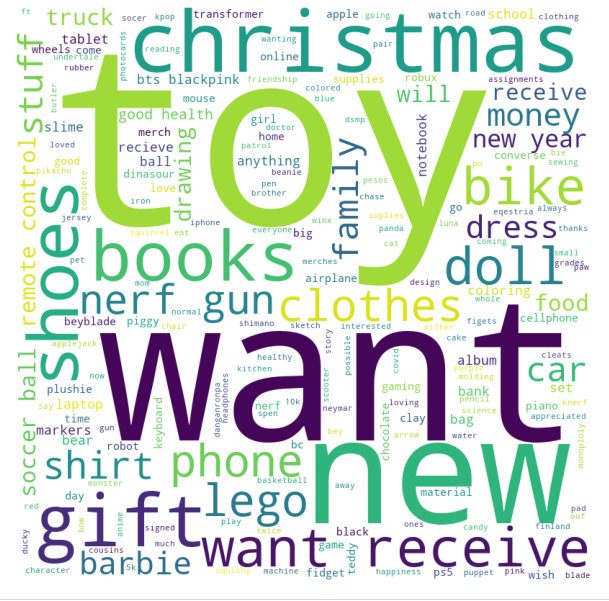 ft socer kpop transformer apple going watch road school clothing
truck christmas
tablet wanting pair
wheels come online
undertale photocards reading bts blackpink friendship supplies robux assignments
rubber stuff toy colored blue will receive
butler mouse good health girl dsmp notebook money
slime merch doctor home
loved recieve drawing anything patrol family new year
good ball beanie converse bie sewing
pikachu dinasour pen pesos po
remote control complete love brother chase bike
iron iphone suplies go eqestria always
jersey everyone winx luna dress thanks
shoes squirrel eat big panda cat coming small
pet books merches doll grades paw
mom airplane design
nerf gun clothes coloring food
normal whole
beyblade piggy shimano sketch interested either figets cellphone
applejack chair story cake
now want healthy possible covid album cleats
kitchen purple molding car
plushie danganronpa headphones scooter gaming bank set
say laptop nerf 10k neymar loving pencil
soccer ball time keyboard spen clay science piano knerf
markers gun bey chocolate arrow bag appreciated
bear robot bc water monoploly
shirt phone new
monster basketball
day lego away material pad
red gift play candy oof
bow anime signed twice ones finland
ducky much black
cousins game want receive
barbie teddy
character 5k squishy machine fidget happiness ps5 puppet pink wish blade